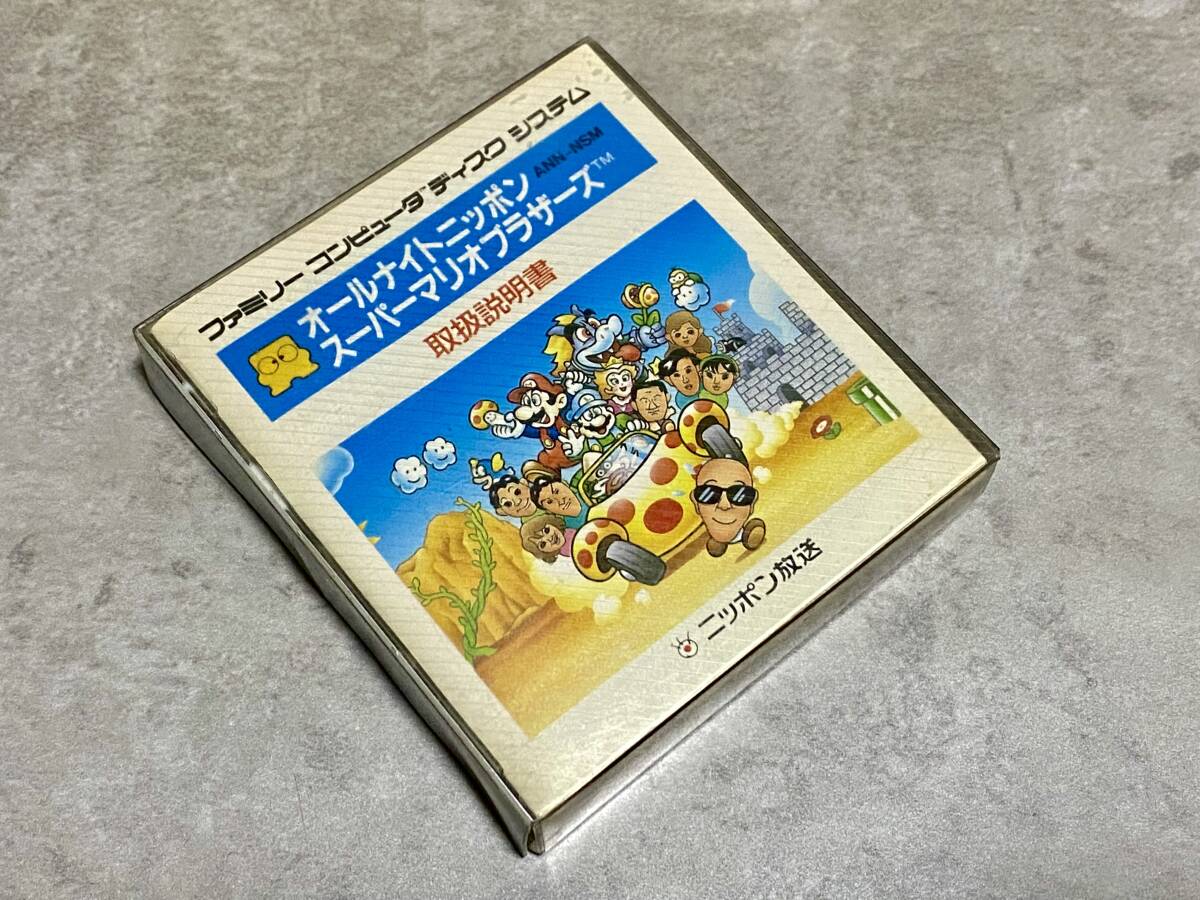 ファミリー コンピュータ™ ディスク システム
オールナイトニッポン ANN-NSM
スーパーマリオブラザーズ™
取扱説明書
ニッポン放送